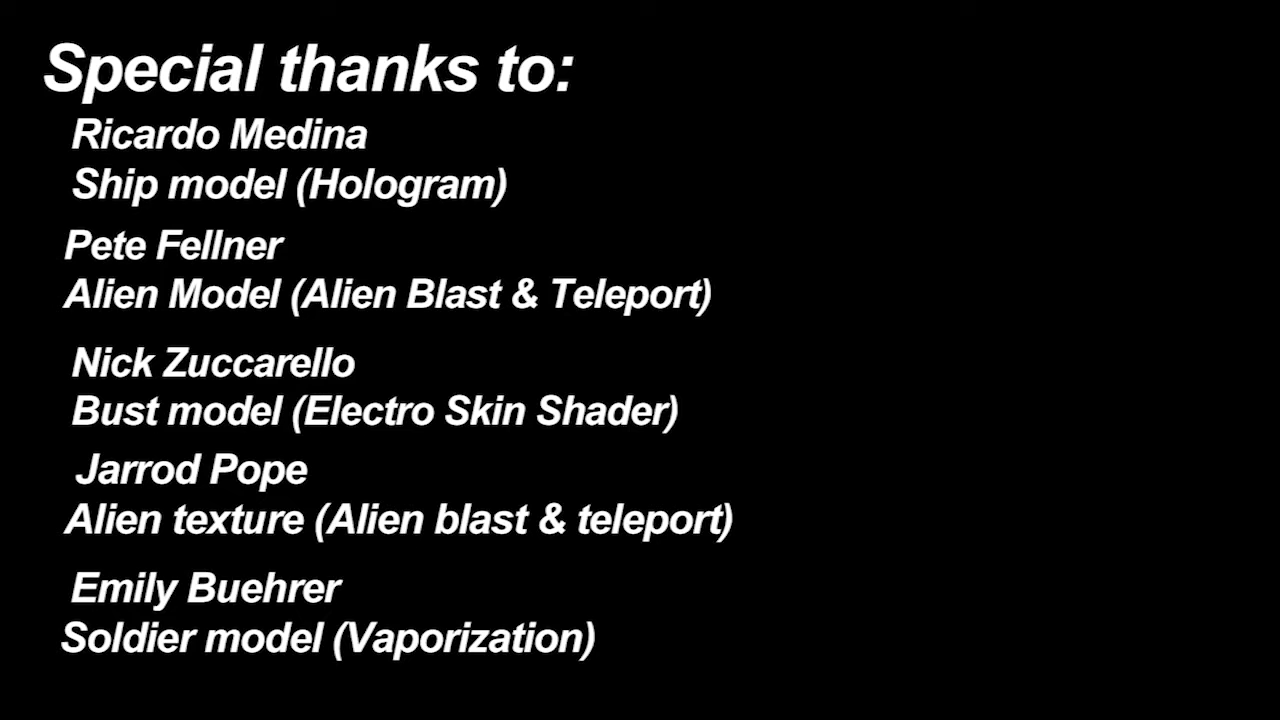 Special thanks to:
Ricardo Medina
Ship model (Hologram)
Pete Fellner
Alien Model (Alien Blast & Teleport)
Nick Zuccarello
Bust model (Electro Skin Shader)
Jarrod Pope
Alien texture (Alien blast & teleport)
Emily Buehrer
Soldier model (Vaporization)